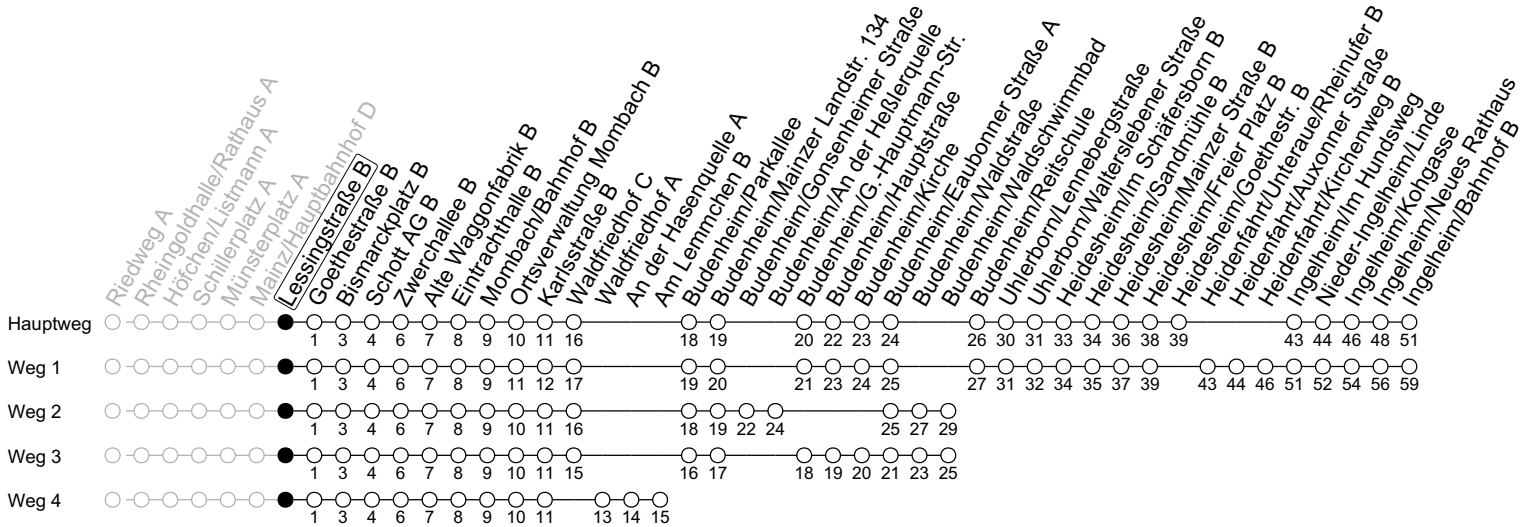 Riedweg A
Rheingoldhalle/Rathaus A
Höfchen/Listmann A
Schillerplatz A
Münsterplatz A
Mainz/Hauptbahnhof D
Lessingstraße B
Goethestraße B
Bismarckplatz B
Schott AG B
Zwerchallee B
Alte Waggonfabrik B
Eintrachthalle B
Mombach/Bahnhof B
Ortsverwaltung Mombach B
Karlsstraße B
Waldfriedhof C
Waldfriedhof A
An der Hasenquelle A
Am Lemmchen B
Budenheim/Parkallee
Budenheim/Mainzer Landstr. 134
Budenheim/Gonsenheimer Straße
Budenheim/An der Heßlerquelle
Budenheim/G.-Hauptmann-Str.
Budenheim/Hauptstraße
Budenheim/Kirche
Budenheim/Eaubonner Straße A
Budenheim/Waldstraße
Budenheim/Waldschwimmbad
Budenheim/Reitschule
Uhlerborn/Lennebergstraße
Uhlerborn/Walterslebener Straße
Heidesheim/Im Schäfersborn B
Heidesheim/Sandmühle B
Heidesheim/Mainzer Straße B
Heidesheim/Freier Platz B
Heidesheim/Goethestr. B
Heidenfahrt/Unteraue/Rheinufer B
Heidenfahrt/Auxonner Straße
Heidenfahrt/Kirchenweg B
Ingelheim/Im Hundsweg
Nieder-Ingelheim/Linde
Ingelheim/Kohgasse
Ingelheim/Neues Rathaus
Ingelheim/Bahnhof B
Hauptweg
1 3 4 6 7 8 9 10 11 16 18 19 20 22 23 24 26 30 31 33 34 36 38 39 43 44 46 48 51
Weg 1
1 3 4 6 7 8 9 11 12 17 19 20 21 23 24 25 27 31 32 34 35 37 39 43 44 46 51 52 54 56 59
Weg 2
1 3 4 6 7 8 9 10 11 16 18 19 22 24 25 27 29
Weg 3
1 3 4 6 7 8 9 10 11 15 16 17 18 19 20 21 23 25
Weg 4
1 3 4 6 7 8 9 10 11 13 14 15